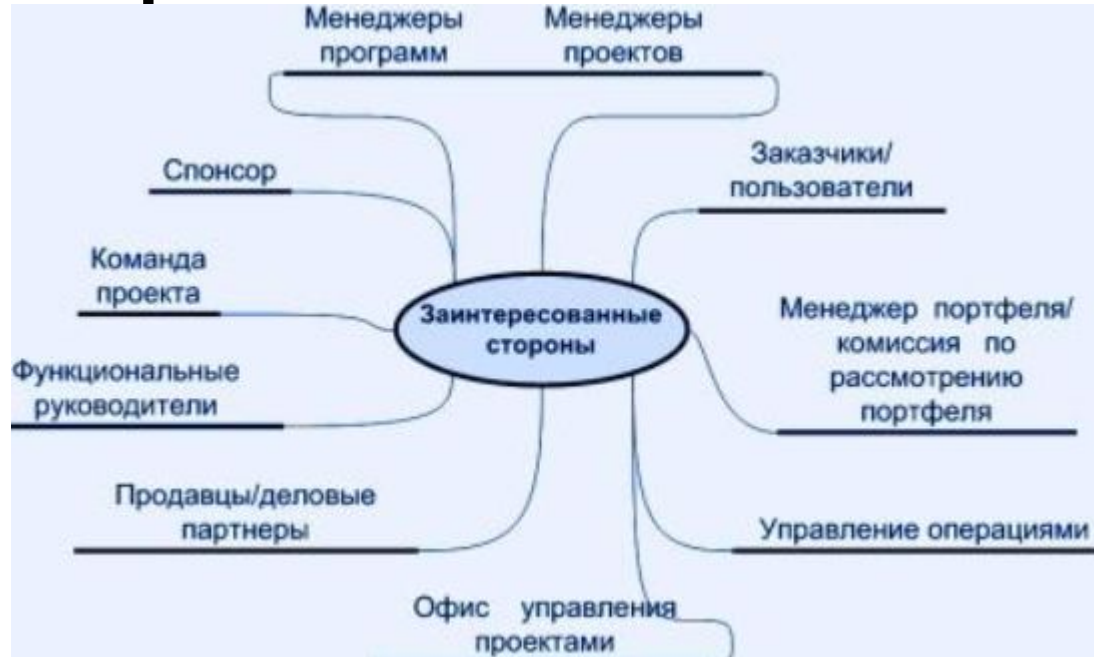 Менеджеры
программ
Менеджеры
проектов
Заказчики/
пользователи
Спонсор
Команда
проекта
Заинтересованные
стороны
Менеджер портфеля/
комиссия по
рассмотрению
портфеля
Функциональные
руководители
Продавцы/деловые
партнеры
Управление операциями
Офис управления
проектами